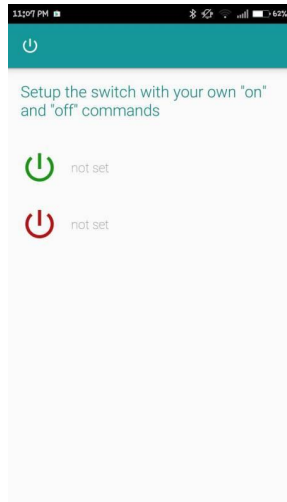 11:07 PM 62%
Setup the switch with your own "on"
and "off" commands
not set
not set